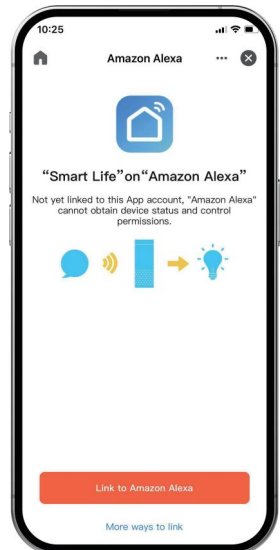 10:25
Amazon Alexa
“Smart Life”on“Amazon Alexa”
Not yet linked to this App account, "Amazon Alexa"
cannot obtain device status and control
permissions.
Link to Amazon Alexa
More ways to link